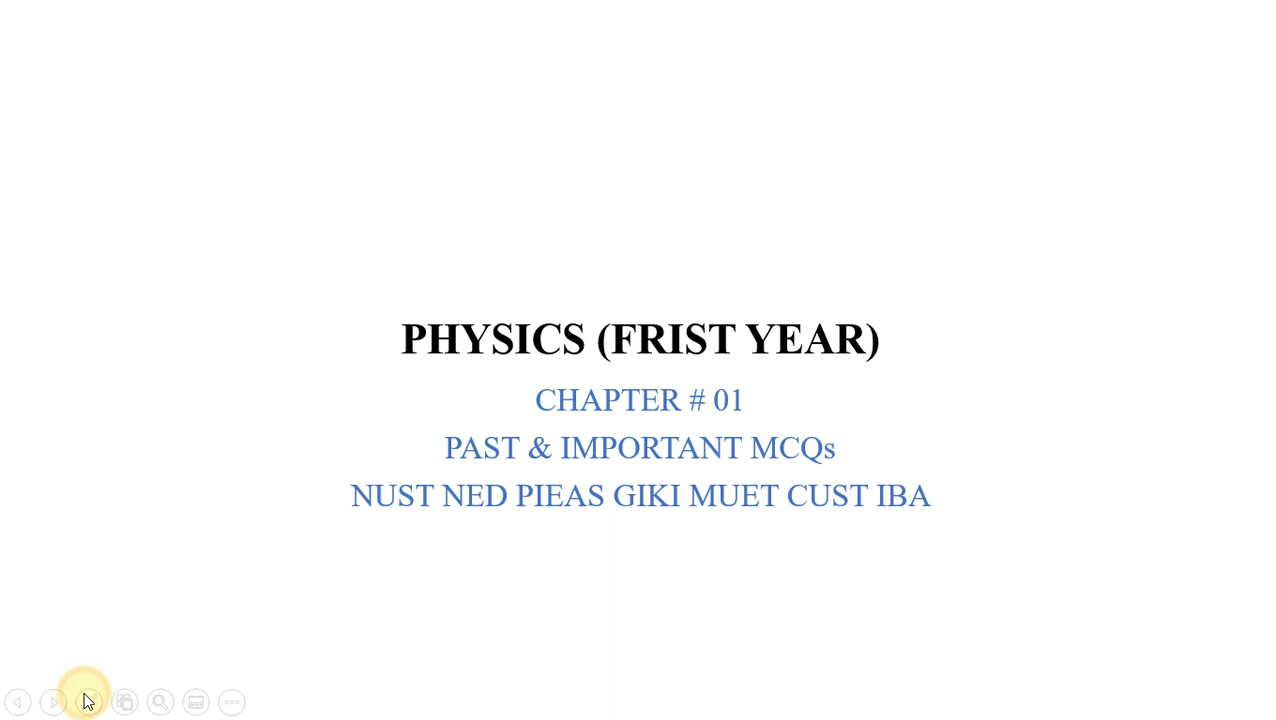 PHYSICS (FRIST YEAR)
CHAPTER # 01
PAST & IMPORTANT MCQs
NUST NED PIEAS GIKI MUET CUST IBA